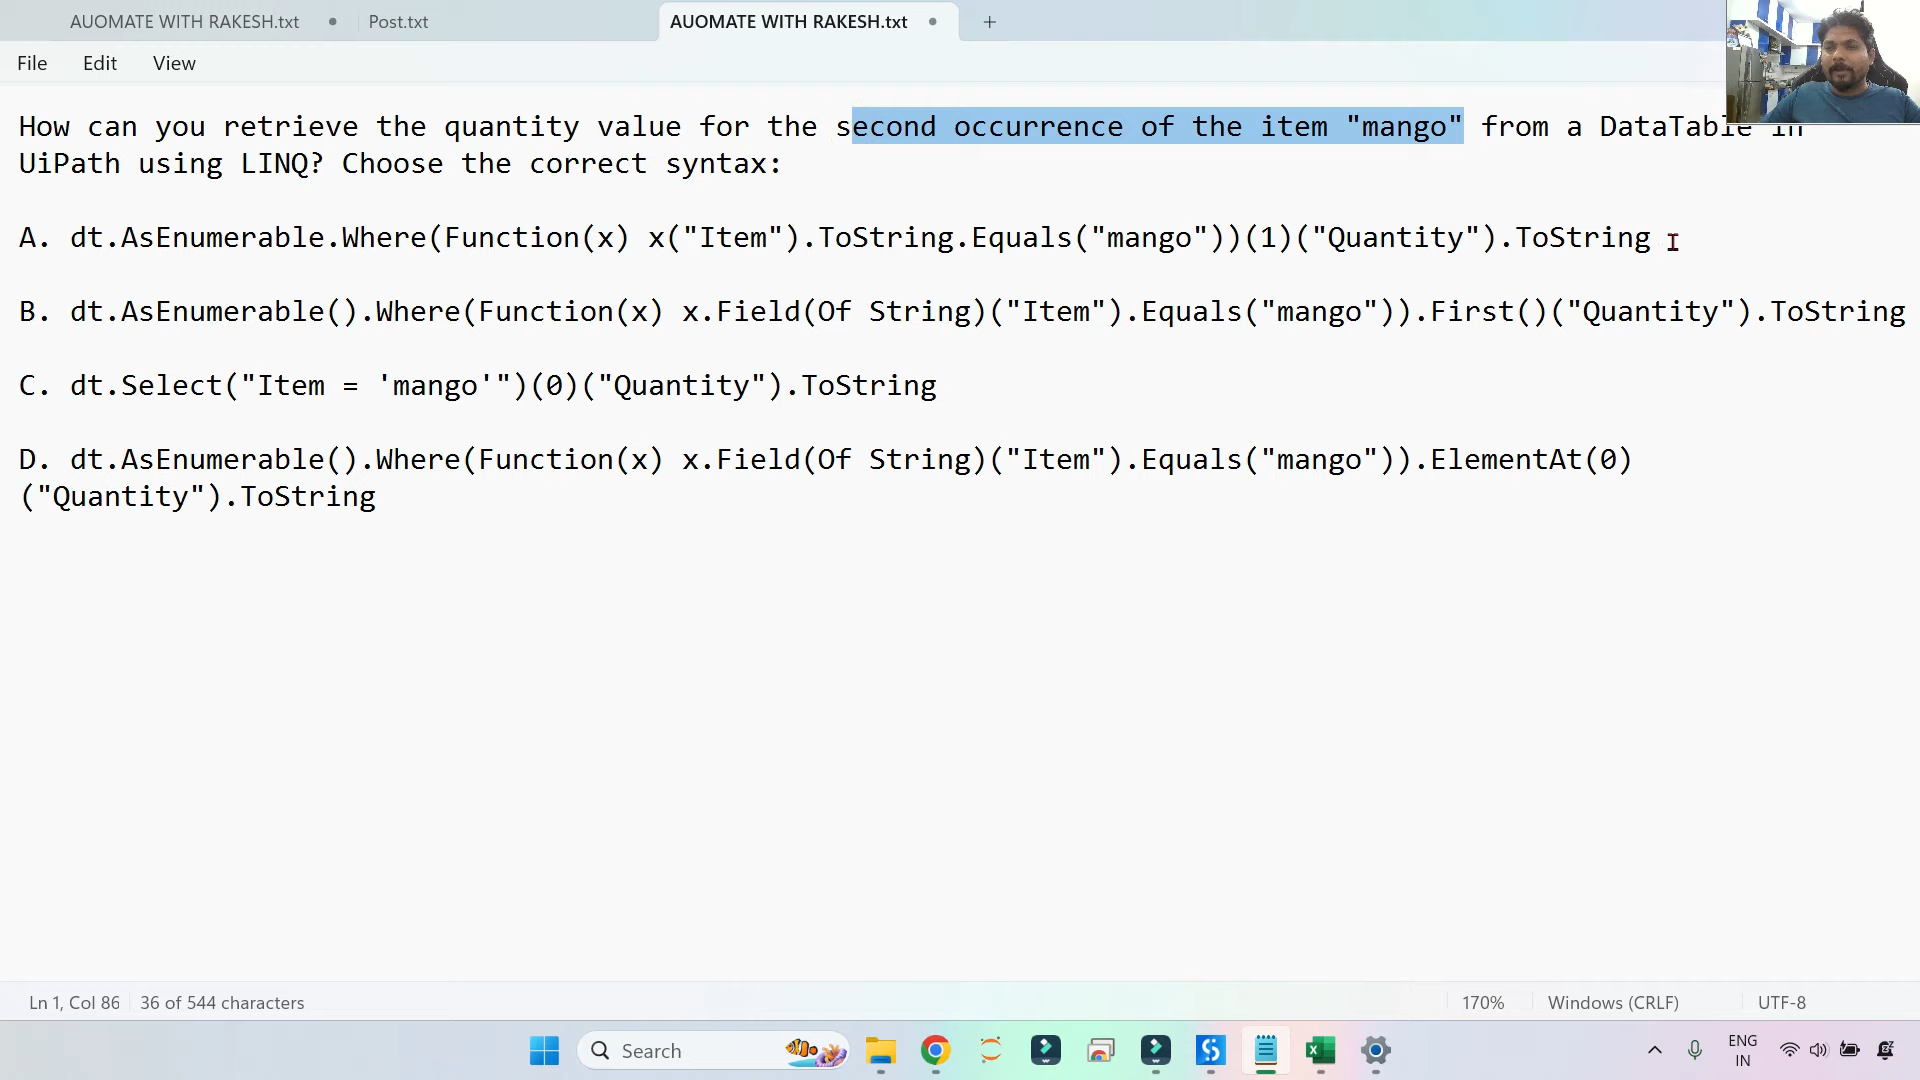 AUOMATE WITH RAKESH.txt
Post.txt
AUOMATE WITH RAKESH.txt
File Edit View
How can you retrieve the quantity value for the second occurrence of the item "mango" from a DataTable in
UiPath using LINQ? Choose the correct syntax:
A. dt.AsEnumerable.Where(Function(x) x("Item").ToString.Equals("mango"))(1)("Quantity").ToString
B. dt.AsEnumerable().Where(Function(x) x.Field(Of String)("Item").Equals("mango")).First()("Quantity").ToString
C. dt.Select("Item = 'mango'")(0)("Quantity").ToString
D. dt.AsEnumerable().Where(Function(x) x.Field(Of String)("Item").Equals("mango")).ElementAt(0)
("Quantity").ToString
Ln 1, Col 86 36 of 544 characters 170% Windows (CRLF) UTF-8
Search
ENG
IN